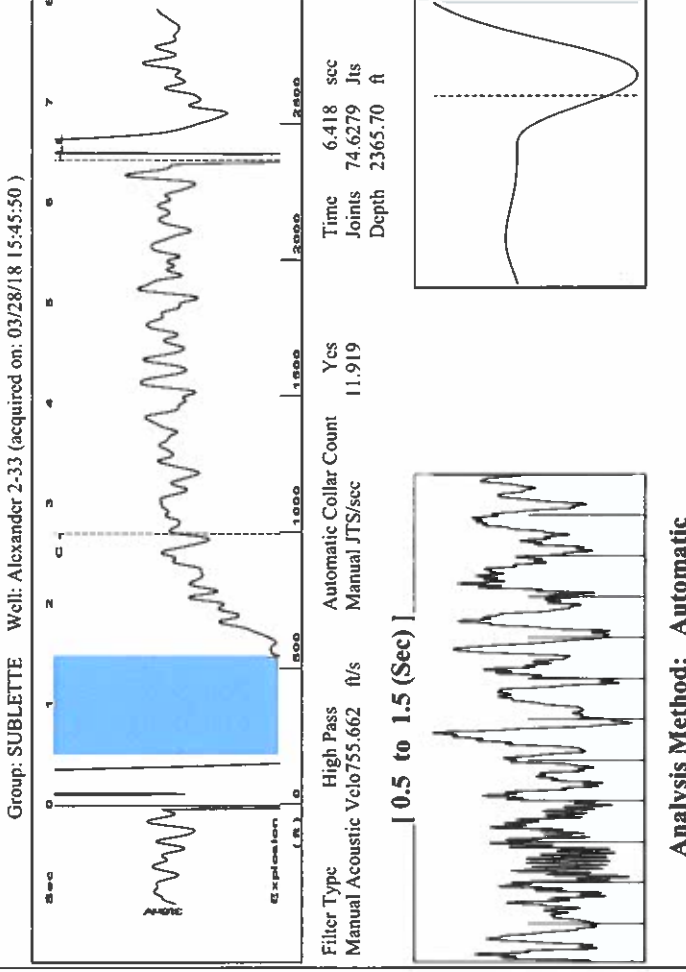 Group: SUBLETTE Well: Alexander 2-33 (acquired on: 03/28/18 15:45:50 )
Sec 0 1 2 3 4 5 6 7 8
C
Explosion
( ft ) 0 500 1000 1500 2000 2500
Filter Type High Pass Automatic Collar Count Yes Time 6.418 sec
Manual Acoustic Velo755.662 ft/s Manual JTS/sec 11.919 Joints 74.6279 Jts
Depth 2365.70 ft
[ 0.5 to 1.5 (Sec) ]
Analysis Method: Automatic